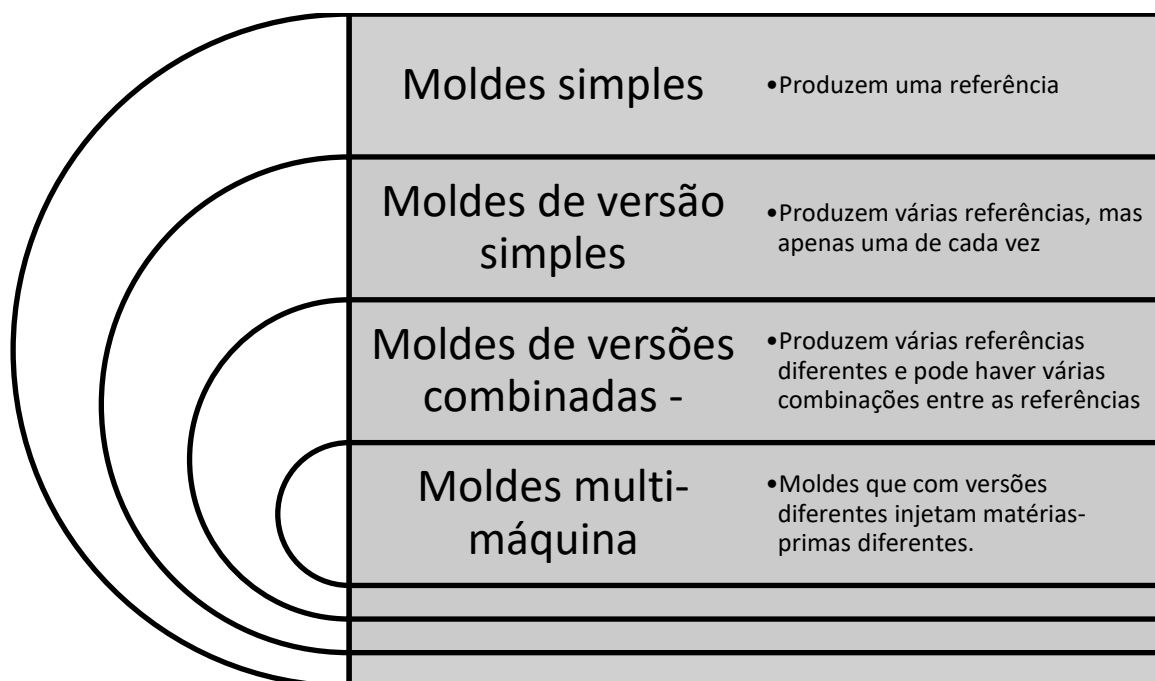 Moldes simples
•Produzem uma referência
Moldes de versão
simples
•Produzem várias referências, mas
apenas uma de cada vez
Moldes de versões
combinadas -
•Produzem várias referências
diferentes e pode haver várias
combinações entre as referências
Moldes multi-
máquina
•Moldes que com versões
diferentes injetam matérias-
primas diferentes.